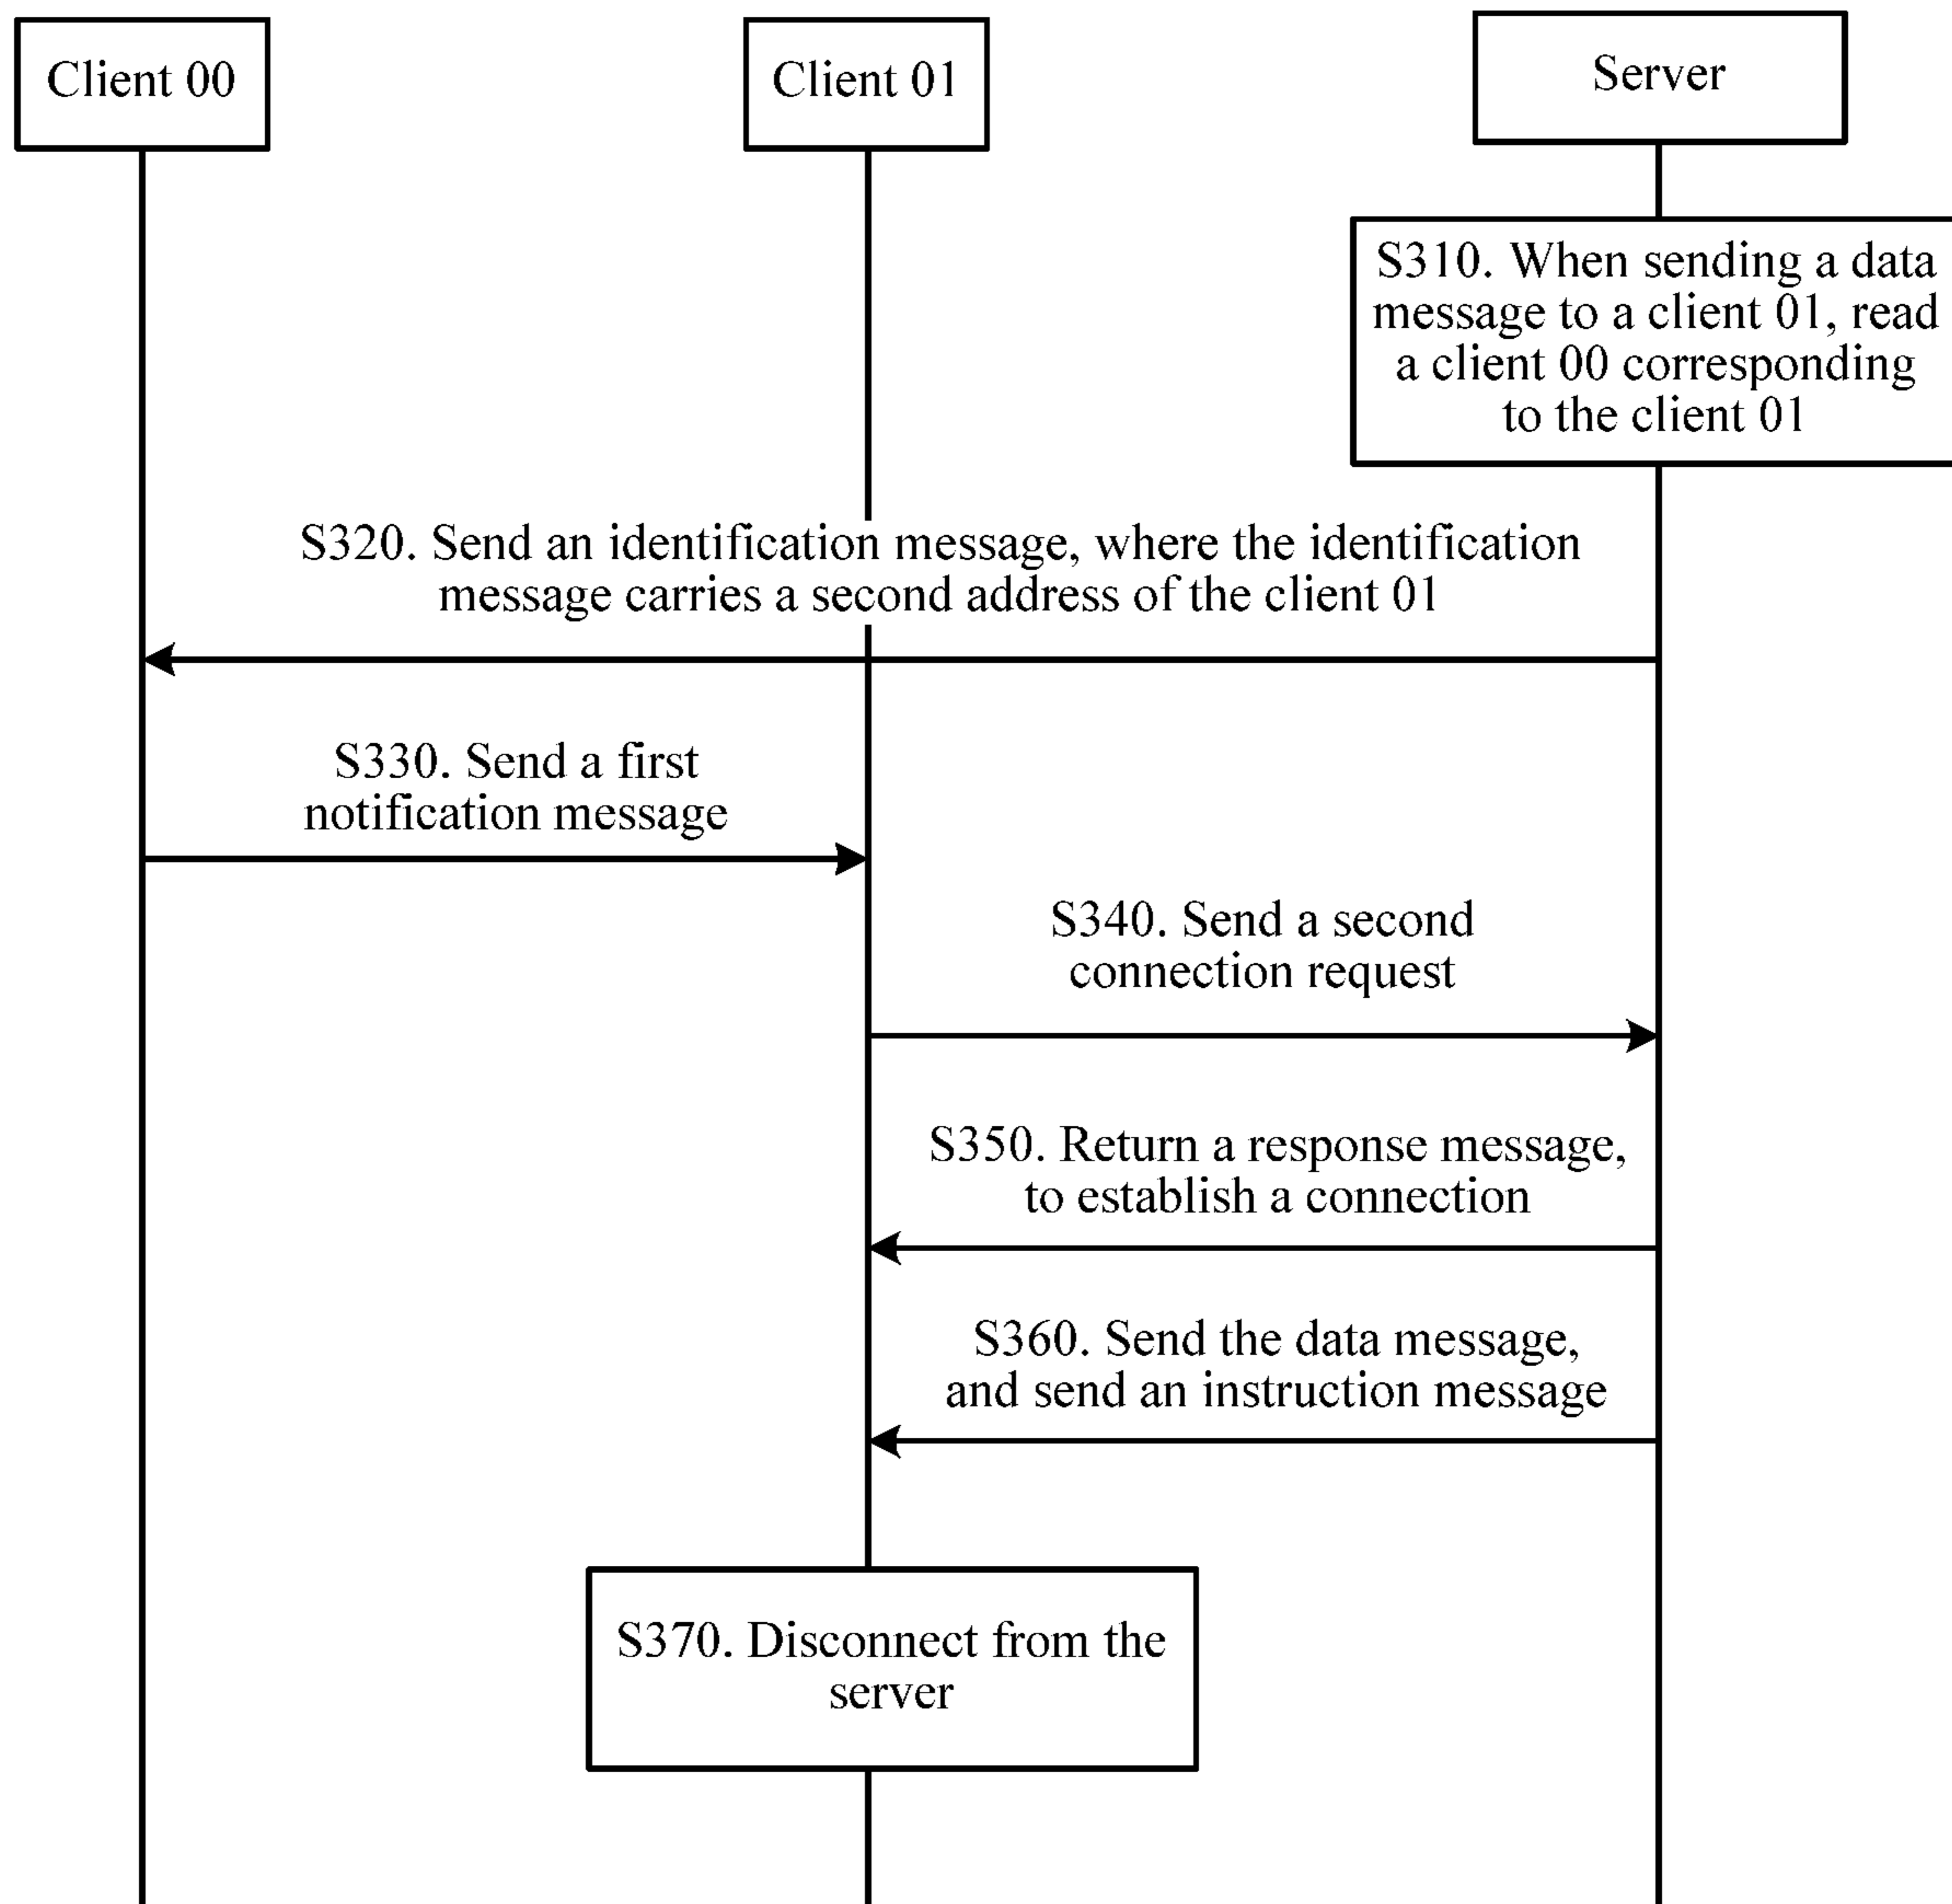 Client 00
Client 01
Server
S310. When sending a data
message to a client 01, read
a client 00 corresponding
to the client 01
S320. Send an identification message, where the identification
message carries a second address of the client 01
S330. Send a first
notification message
S340. Send a second
connection request
S350. Return a response message,
to establish a connection
S360. Send the data message,
and send an instruction message
S370. Disconnect from the
server